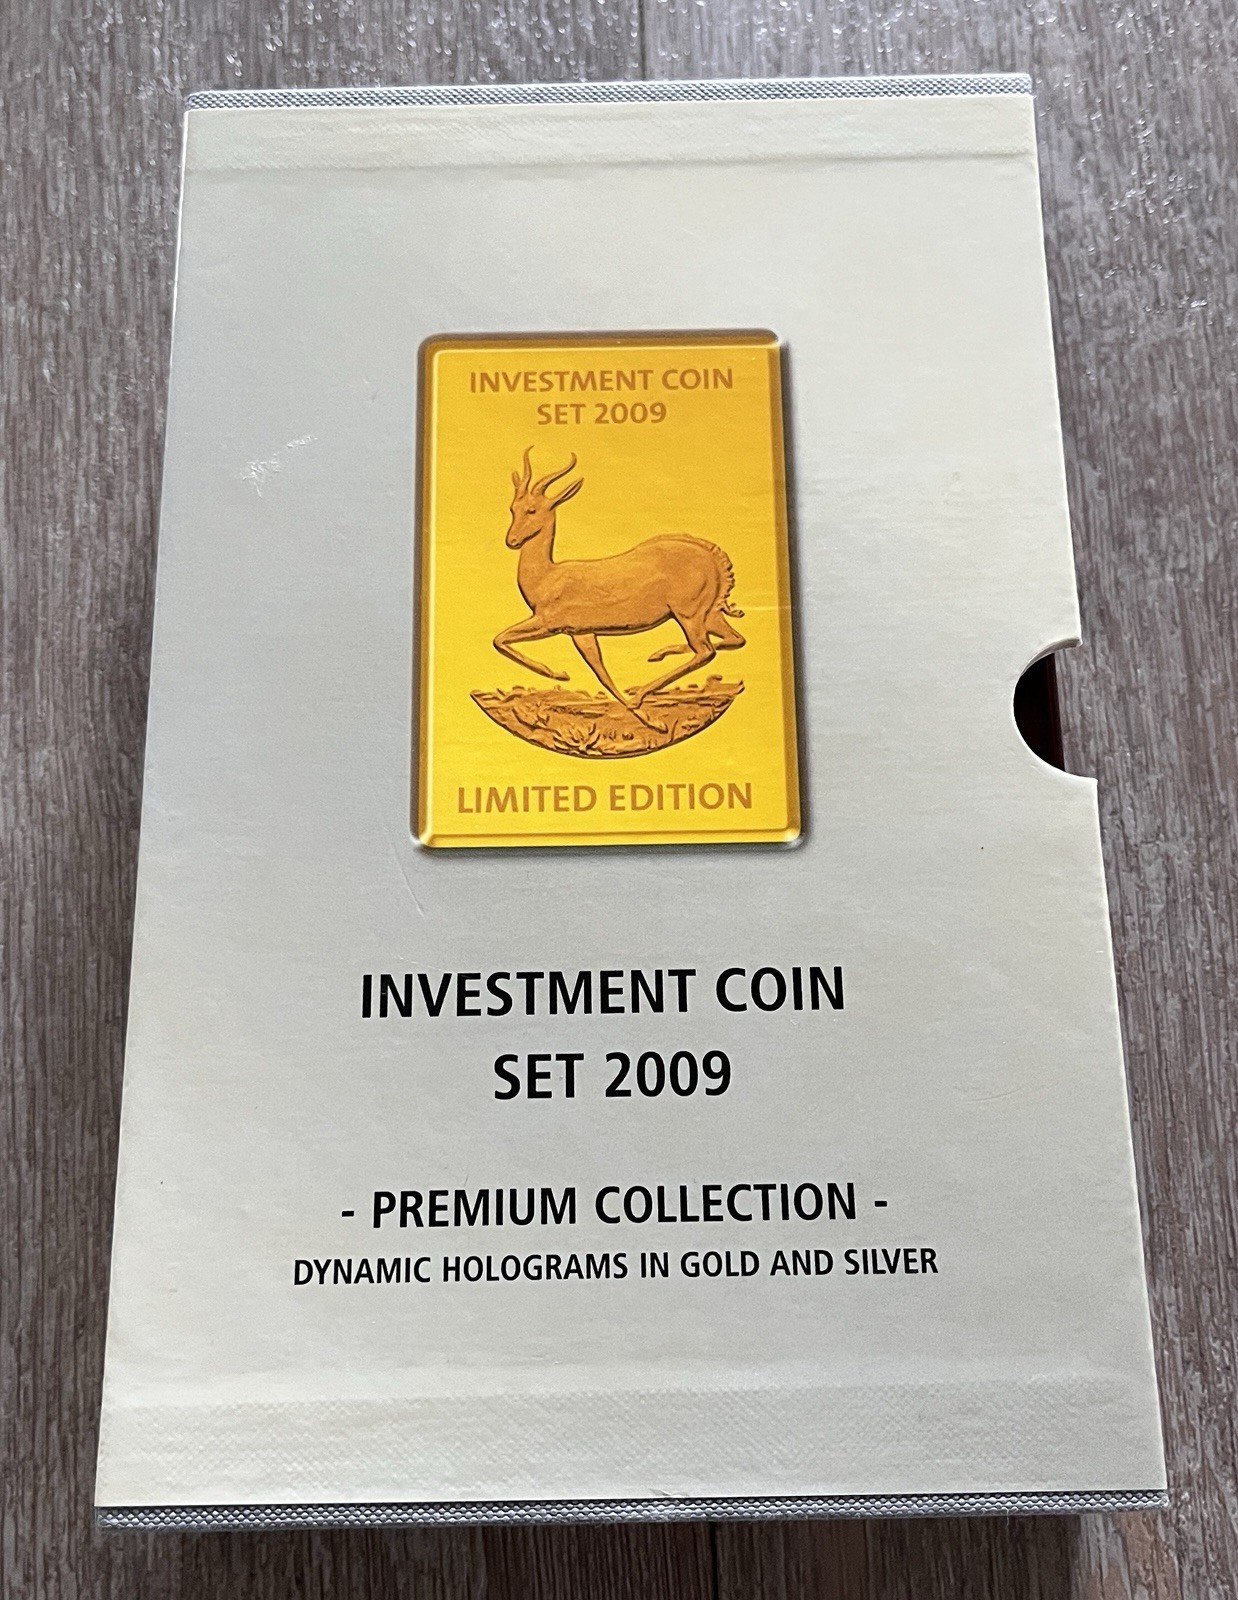 INVESTMENT COIN
SET 2009
LIMITED EDITION
INVESTMENT COIN
SET 2009
- PREMIUM COLLECTION -
DYNAMIC HOLOGRAMS IN GOLD AND SILVER